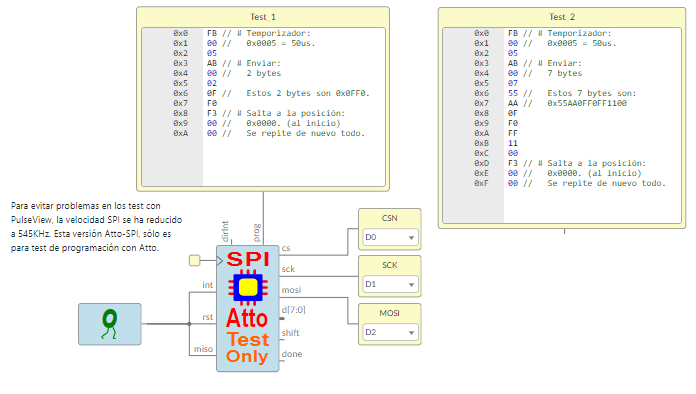 Test_1
0x0 FB // # Temporizador:
0x1 00 // 0x0005 = 50us.
0x2 05
0x3 AB // # Enviar:
0x4 00 // 2 bytes
0x5 02
0x6 0F // Estos 2 bytes son 0x0FF0.
0x7 F0
0x8 F3 // # Salta a la posición:
0x9 00 // 0x0000. (al inicio)
0xA 00 // Se repite de nuevo todo.
Test_2
0x0 FB // # Temporizador:
0x1 00 // 0x0005 = 50us.
0x2 05
0x3 AB // # Enviar:
0x4 00 // 7 bytes
0x5 07
0x6 55 // Estos 7 bytes son:
0x7 AA // 0x55AA0FF0FF1100
0x8 0F
0x9 F0
0xA FF
0xB 11
0xC 00
0xD F3 // # Salta a la posición:
0xE 00 // 0x0000. (al inicio)
0xF 00 // Se repite de nuevo todo.
Para evitar problemas en los test con
PulseView, la velocidad SPI se ha reducido
a 545KHz. Esta versión Atto-SPI, sólo es
para test de programación con Atto.
dirInt
prog
SPI
Atto
Test
Only
int
rst
miso
cs
sck
mosi
d[7:0]
shift
done
CSN
D0
SCK
D1
MOSI
D2